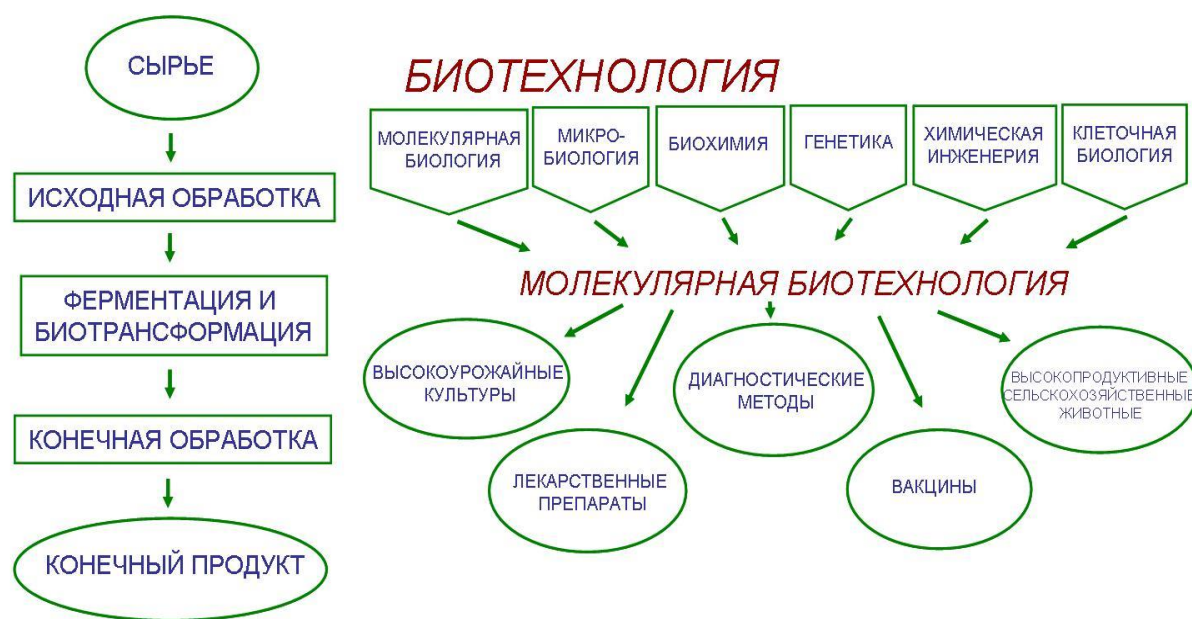 СЫРЬЕ
ИСХОДНАЯ ОБРАБОТКА
ФЕРМЕНТАЦИЯ И
БИОТРАНСФОРМАЦИЯ
КОНЕЧНАЯ ОБРАБОТКА
КОНЕЧНЫЙ ПРОДУКТ
БИОТЕХНОЛОГИЯ
МОЛЕКУЛЯРНАЯ
БИОЛОГИЯ
МИКРО-
БИОЛОГИЯ
БИОХИМИЯ
ГЕНЕТИКА
ХИМИЧЕСКАЯ
ИНЖЕНЕРИЯ
КЛЕТОЧНАЯ
БИОЛОГИЯ
МОЛЕКУЛЯРНАЯ БИОТЕХНОЛОГИЯ
ВЫСОКОУРОЖАЙНЫЕ
КУЛЬТУРЫ
ЛЕКАРСТВЕННЫЕ
ПРЕПАРАТЫ
ДИАГНОСТИЧЕСКИЕ
МЕТОДЫ
ВАКЦИНЫ
ВЫСОКОПРОДУКТИВНЫЕ
СЕЛЬСКОХОЗЯЙСТВЕННЫЕ
ЖИВОТНЫЕ